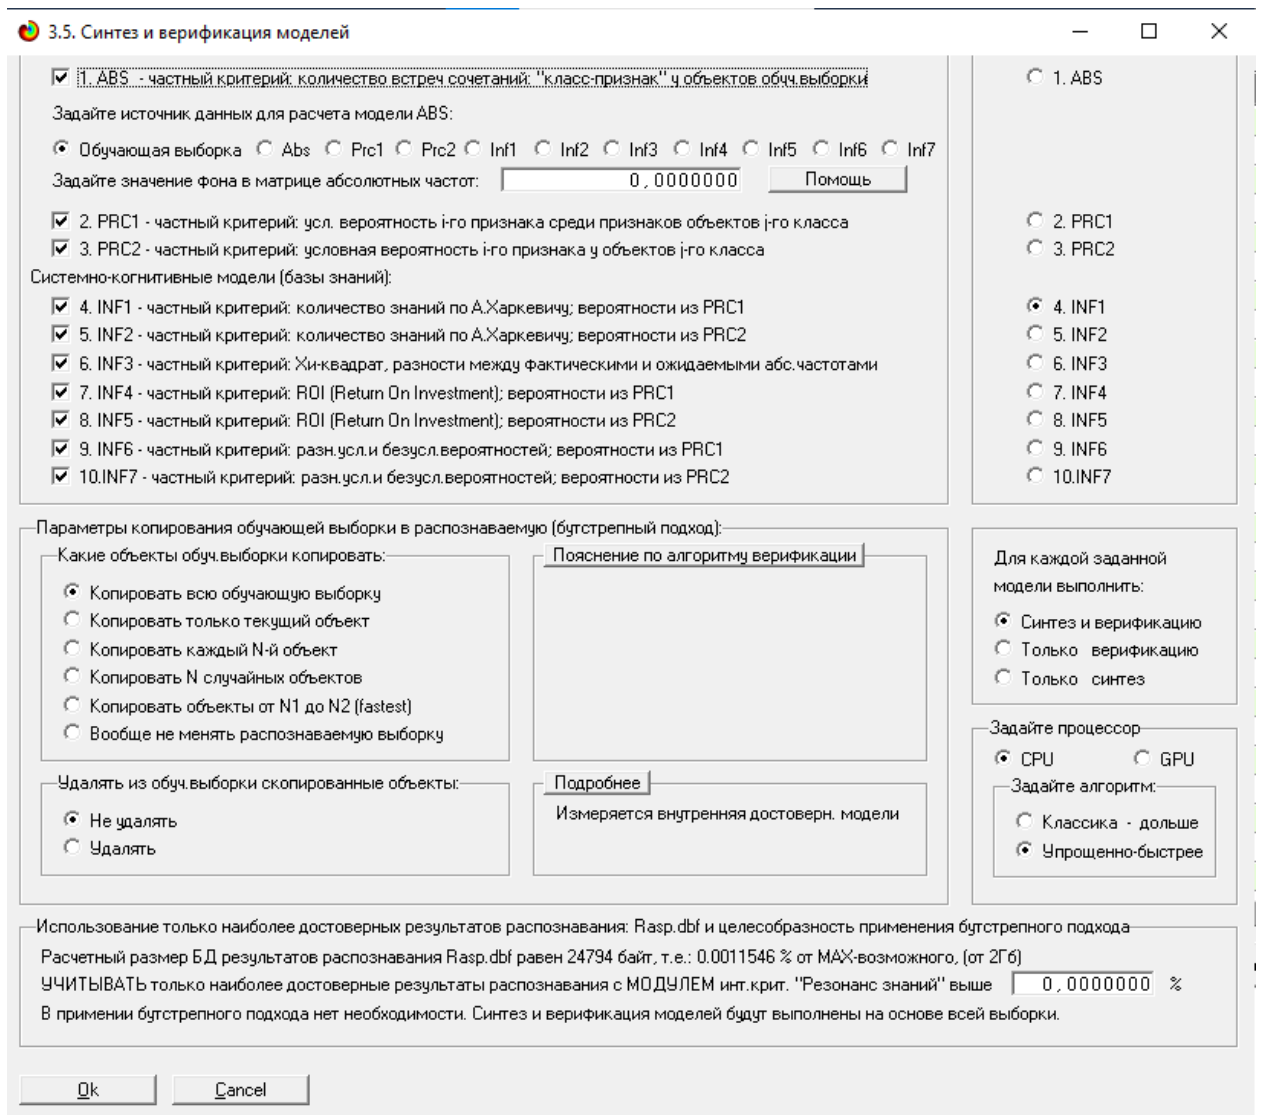 3.5. Синтез и верификация моделей
1. ABS - частный критерий: количество встреч сочетаний: "класс-признак" у объектов обуч.выборки
1. ABS
Задайте источник данных для расчета модели ABS:
Обучающая выборка Abs Prc1 Prc2 Inf1 Inf2 Inf3 Inf4 Inf5 Inf6 Inf7
Задайте значение фона в матрице абсолютных частот: 0,0000000 Помощь
2. PRC1 - частный критерий: усл. вероятность i-го признака среди признаков объектов j-го класса
2. PRC1
3. PRC2 - частный критерий: условная вероятность i-го признака у объектов j-го класса
3. PRC2
Системно-когнитивные модели (базы знаний):
4. INF1 - частный критерий: количество знаний по А.Харкевичу; вероятности из PRC1
4. INF1
5. INF2 - частный критерий: количество знаний по А.Харкевичу; вероятности из PRC2
5. INF2
6. INF3 - частный критерий: Хи-квадрат, разности между фактическими и ожидаемыми абс.частотами
6. INF3
7. INF4 - частный критерий: ROI (Return On Investment); вероятности из PRC1
7. INF4
8. INF5 - частный критерий: ROI (Return On Investment); вероятности из PRC2
8. INF5
9. INF6 - частный критерий: разн.усл.и безусл.вероятностей; вероятности из PRC1
9. INF6
10.INF7 - частный критерий: разн.усл.и безусл.вероятностей; вероятности из PRC2
10.INF7
Параметры копирования обучающей выборки в распознаваемую (бутстрепный подход):
Какие объекты обуч.выборки копировать:
Копировать всю обучающую выборку
Копировать только текущий объект
Копировать каждый N-й объект
Копировать N случайных объектов
Копировать объекты от N1 до N2 (fastest)
Вообще не менять распознаваемую выборку
Пояснение по алгоритму верификации
Для каждой заданной
модели выполнить:
Синтез и верификацию
Только верификацию
Только синтез
Удалять из обуч.выборки скопированные объекты:
Не удалять
Удалять
Подробнее
Измеряется внутренняя достоверн. модели
Задайте процессор
CPU GPU
Задайте алгоритм:
Классика - дольше
Упрощенно-быстрее
Использование только наиболее достоверных результатов распознавания: Rasp.dbf и целесобразность применения бутстрепного подхода
Расчетный размер БД результатов распознавания Rasp.dbf равен 24794 байт, т.е.: 0.0011546 % от MAX-возможного, (от 2Гб)
УЧИТЫВАТЬ только наиболее достоверные результаты распознавания с МОДУЛЕМ инт.крит. "Резонанс знаний" выше 0,0000000 %
В примении бутстрепного подхода нет необходимости. Синтез и верификация моделей будут выполнены на основе всей выборки.
Ok Cancel